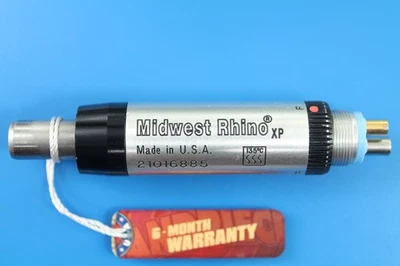 Midwest Rhino® XP
Made in U.S.A.
21016885
135°C
F
6-MONTH
WARRANTY